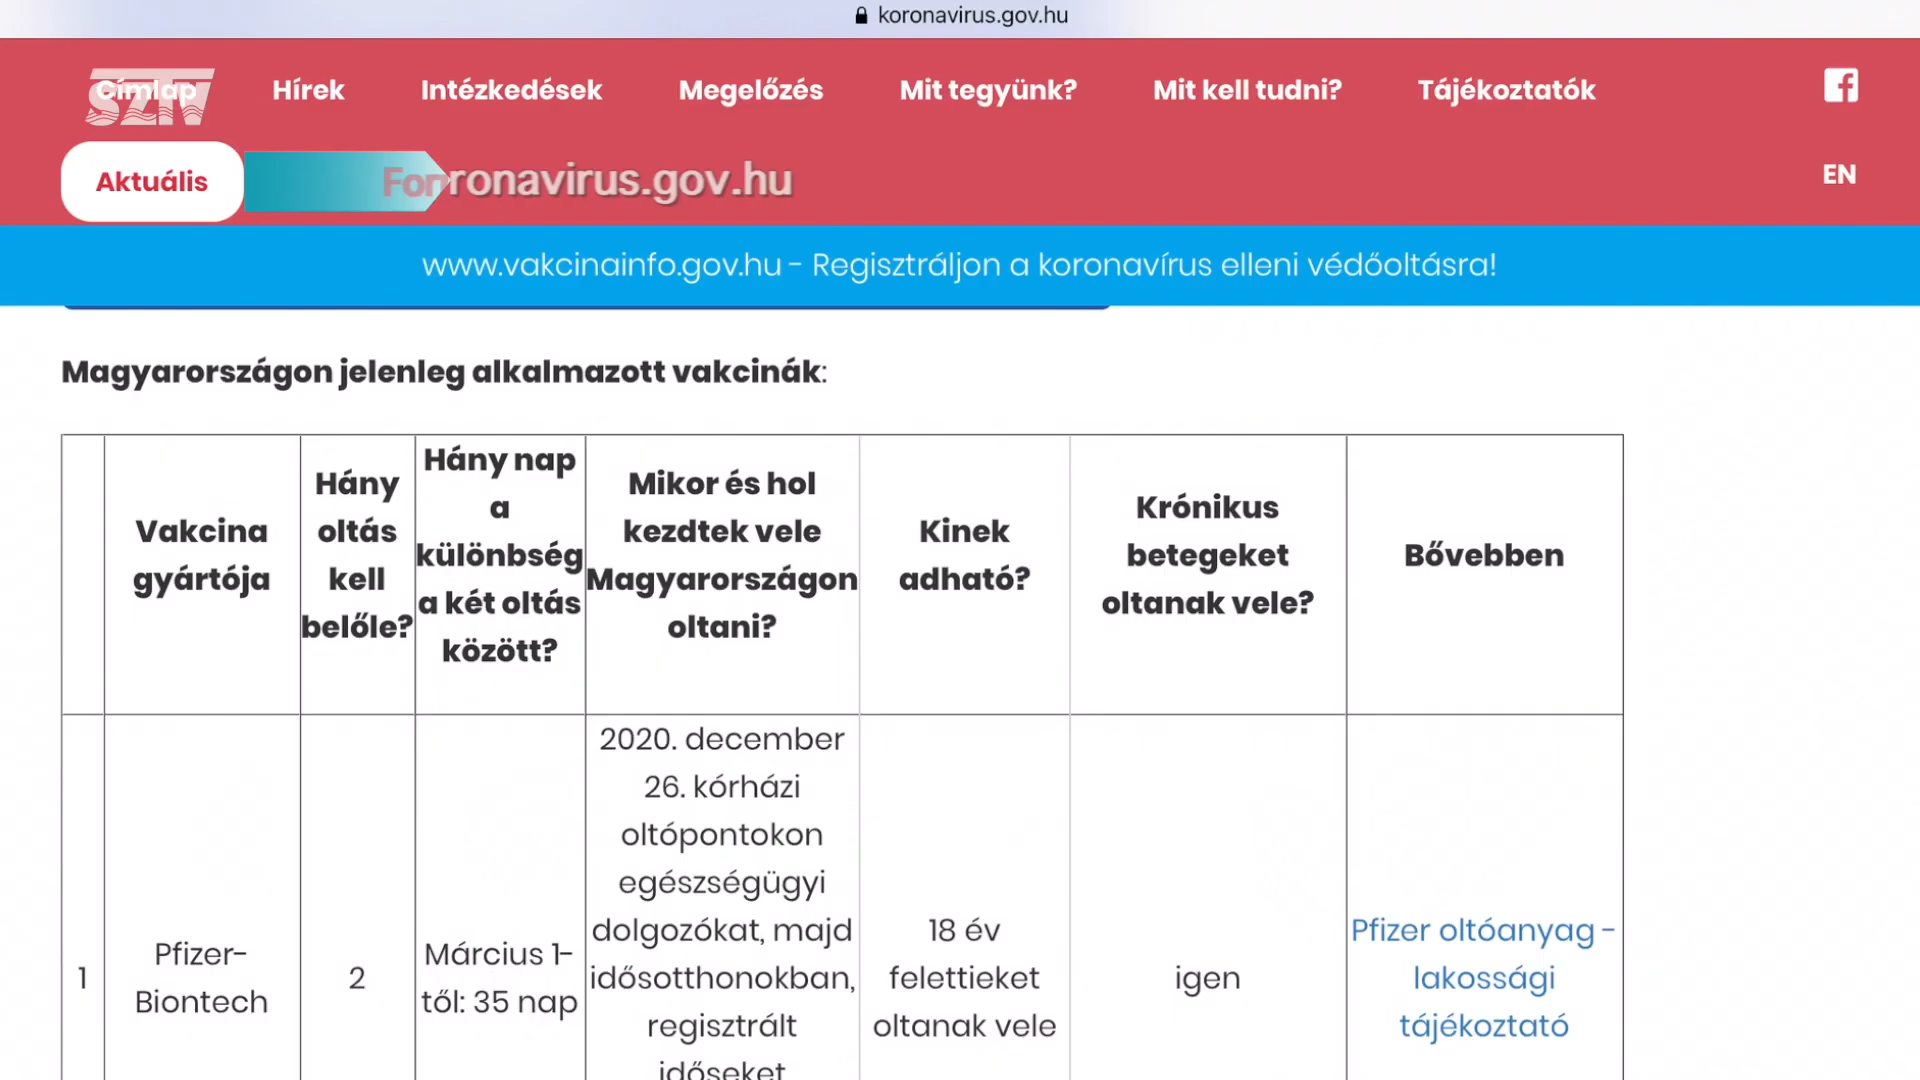 koronavirus.gov.hu
Címlap
Hírek
Intézkedések
Megelőzés
Mit tegyünk?
Mit kell tudni?
Tájékoztatók
SZTV
Aktuális
ronavirus.gov.hu
EN
www.vakcinainfo.gov.hu - Regisztráljon a koronavírus elleni védőoltásra!
Magyarországon jelenleg alkalmazott vakcinák:
Vakcina
gyártója
Hány
oltás
kell
belőle?
Hány nap
a
különbség
a két oltás
között?
Mikor és hol
kezdtek vele
Magyarországon
oltani?
Kinek
adható?
Krónikus
betegeket
oltanak vele?
Bővebben
1
Pfizer-
Biontech
2
Március 1-
től: 35 nap
2020. december
26. kórházi
oltópontokon
egészségügyi
dolgozókat, majd
idősotthonokban,
regisztrált
időseket
18 év
felettieket
oltanak vele
igen
Pfizer oltóanyag -
lakossági
tájékoztató